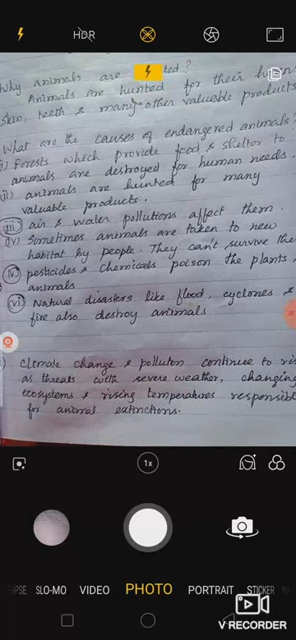 HDR
Why animals are
Animals are hunted for their
skin, teeth & many other valuable products
What are the causes of endangered animals?
Forests which provide food & shelter to
animals are destroyed for human needs.
ii) animals are hunted for many
valuable products.
iii) air & water pollutions affect them.
iv) Sometimes animals are taken to new
habitat by people. They can't survive the
pesticides & chemicals poison the plants,
animals
vi) Natural disasters like flood, cyclones &
fire also destroy animals
Climate change & polluton continue to
as threats with severe weather, changing
ecosystems & rising temperatures responsible
for animal extinctions.
1x
SLO-MO VIDEO PHOTO PORTRAIT STICKER
V RECORDER